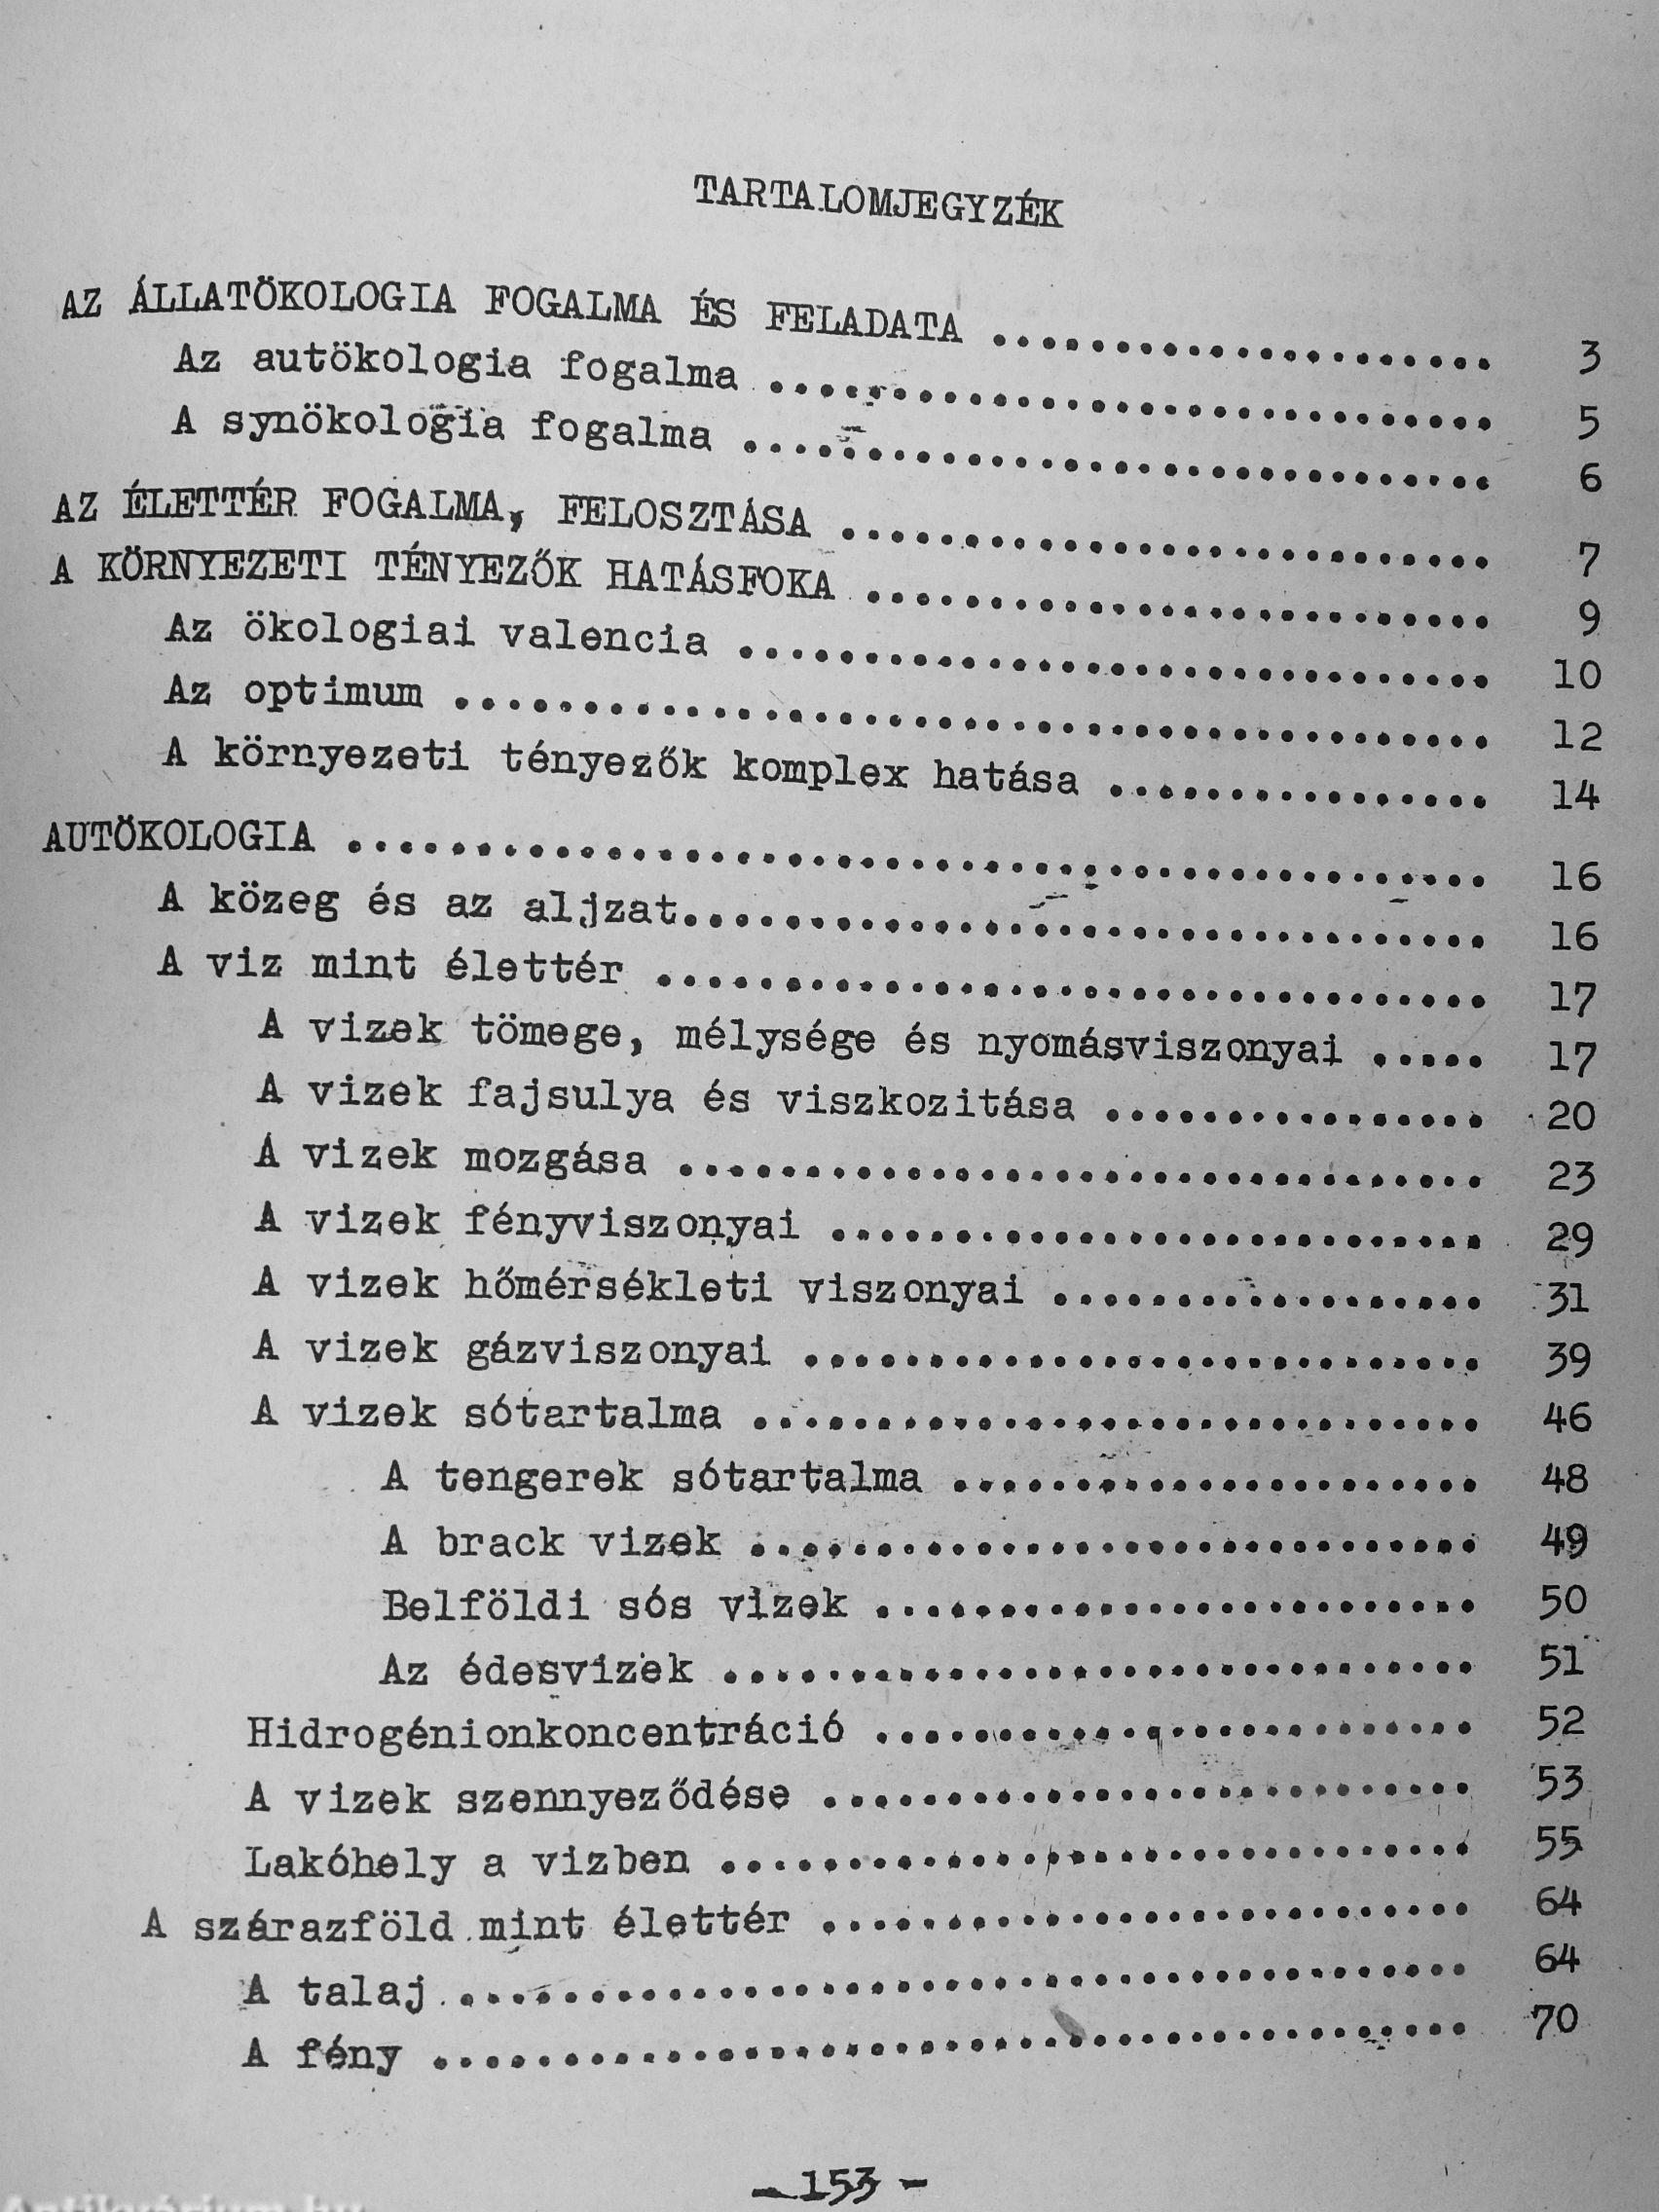 TARTALOMJEGYZÉK
AZ ÁLLATÖKOLOGIA FOGALMA ÉS FELADATA .................... 3
Az autökologia fogalma ............................. 5
A synökologia fogalma .............................. 6
AZ ÉLETTÉR FOGALMA, FELOSZTÁSA .......................... 7
A KÖRNYEZETI TÉNYEZŐK HATÁSFOKA ......................... 9
Az ökologiai valencia .............................. 10
Az optimum ......................................... 12
A környezeti tényezők komplex hatása ................ 14
AUTÖKOLOGIA ............................................. 16
A közeg és az aljzat................................ 16
A viz mint élettér ................................. 17
A vizek tömege, mélysége és nyomásviszonyai ..... 17
A vizek fajsulya és viszkozitása ................ 20
A vizek mozgása ................................. 23
A vizek fényviszonyai ........................... 29
A vizek hőmérsékleti viszonyai .................. 31
A vizek gázviszonyai ............................ 39
A vizek sótartalma .............................. 46
A tengerek sótartalma ...................... 48
A brack vizek .............................. 49
Belföldi sós vizek ......................... 50
Az édesvizek ............................... 51
Hidrogénionkoncentráció ......................... 52
A vizek szennyeződése ........................... 53
Lakóhely a vizben ............................... 55
A szárazföld mint élettér ........................... 64
A talaj ......................................... 64
A fény .......................................... 70
- 153 -
Antikvárium.hu